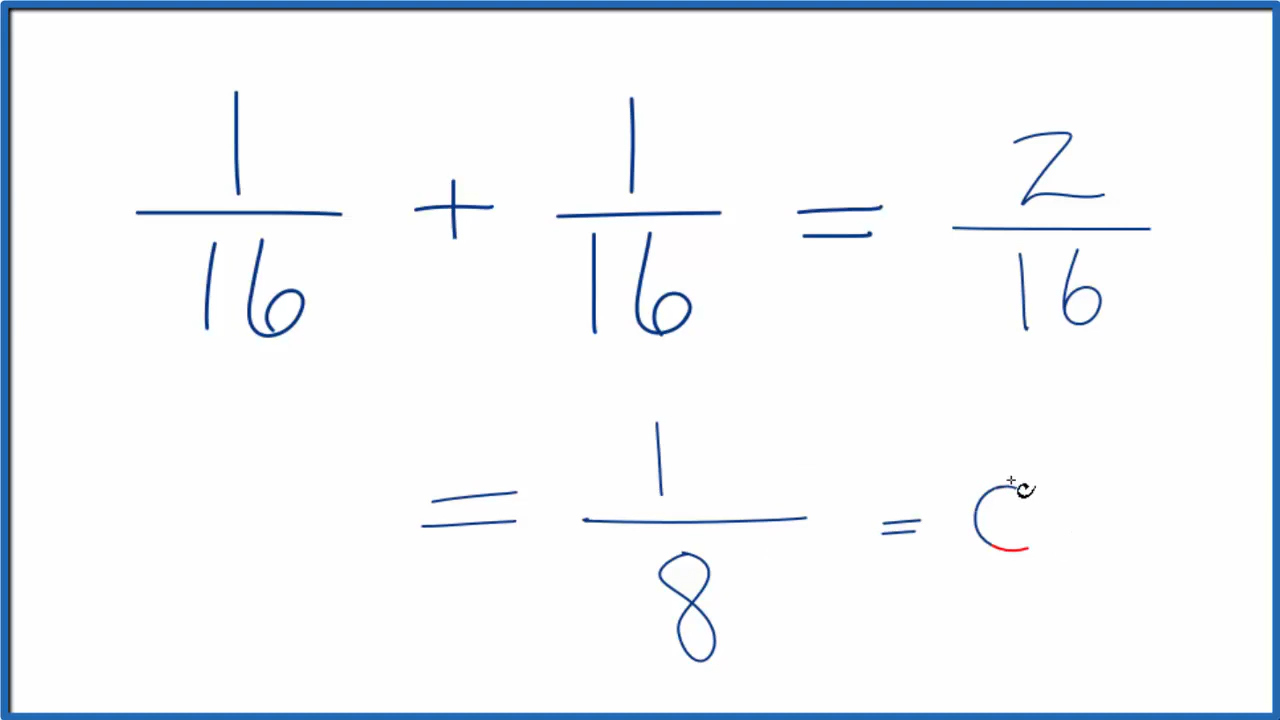 1/16 + 1/16 = 2/16
= 1/8 =